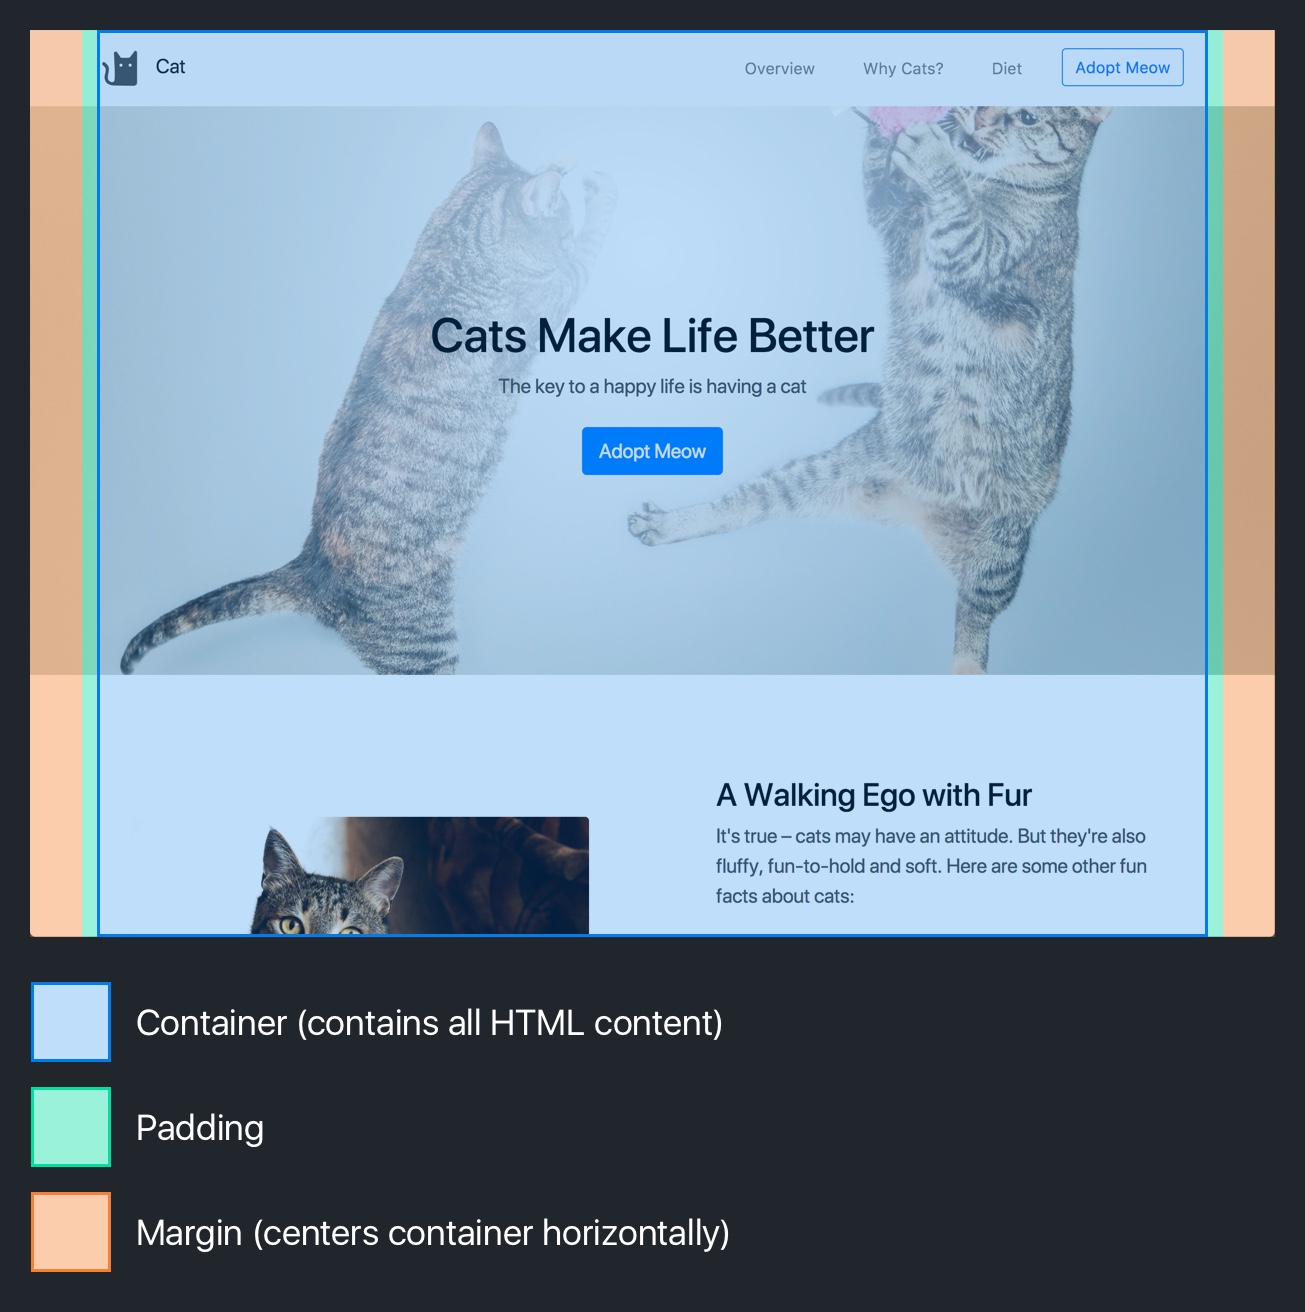 Cat
Overview
Why Cats?
Diet
Adopt Meow
Cats Make Life Better
The key to a happy life is having a cat
Adopt Meow
A Walking Ego with Fur
It's true – cats may have an attitude. But they're also
fluffy, fun-to-hold and soft. Here are some other fun
facts about cats:
Container (contains all HTML content)
Padding
Margin (centers container horizontally)